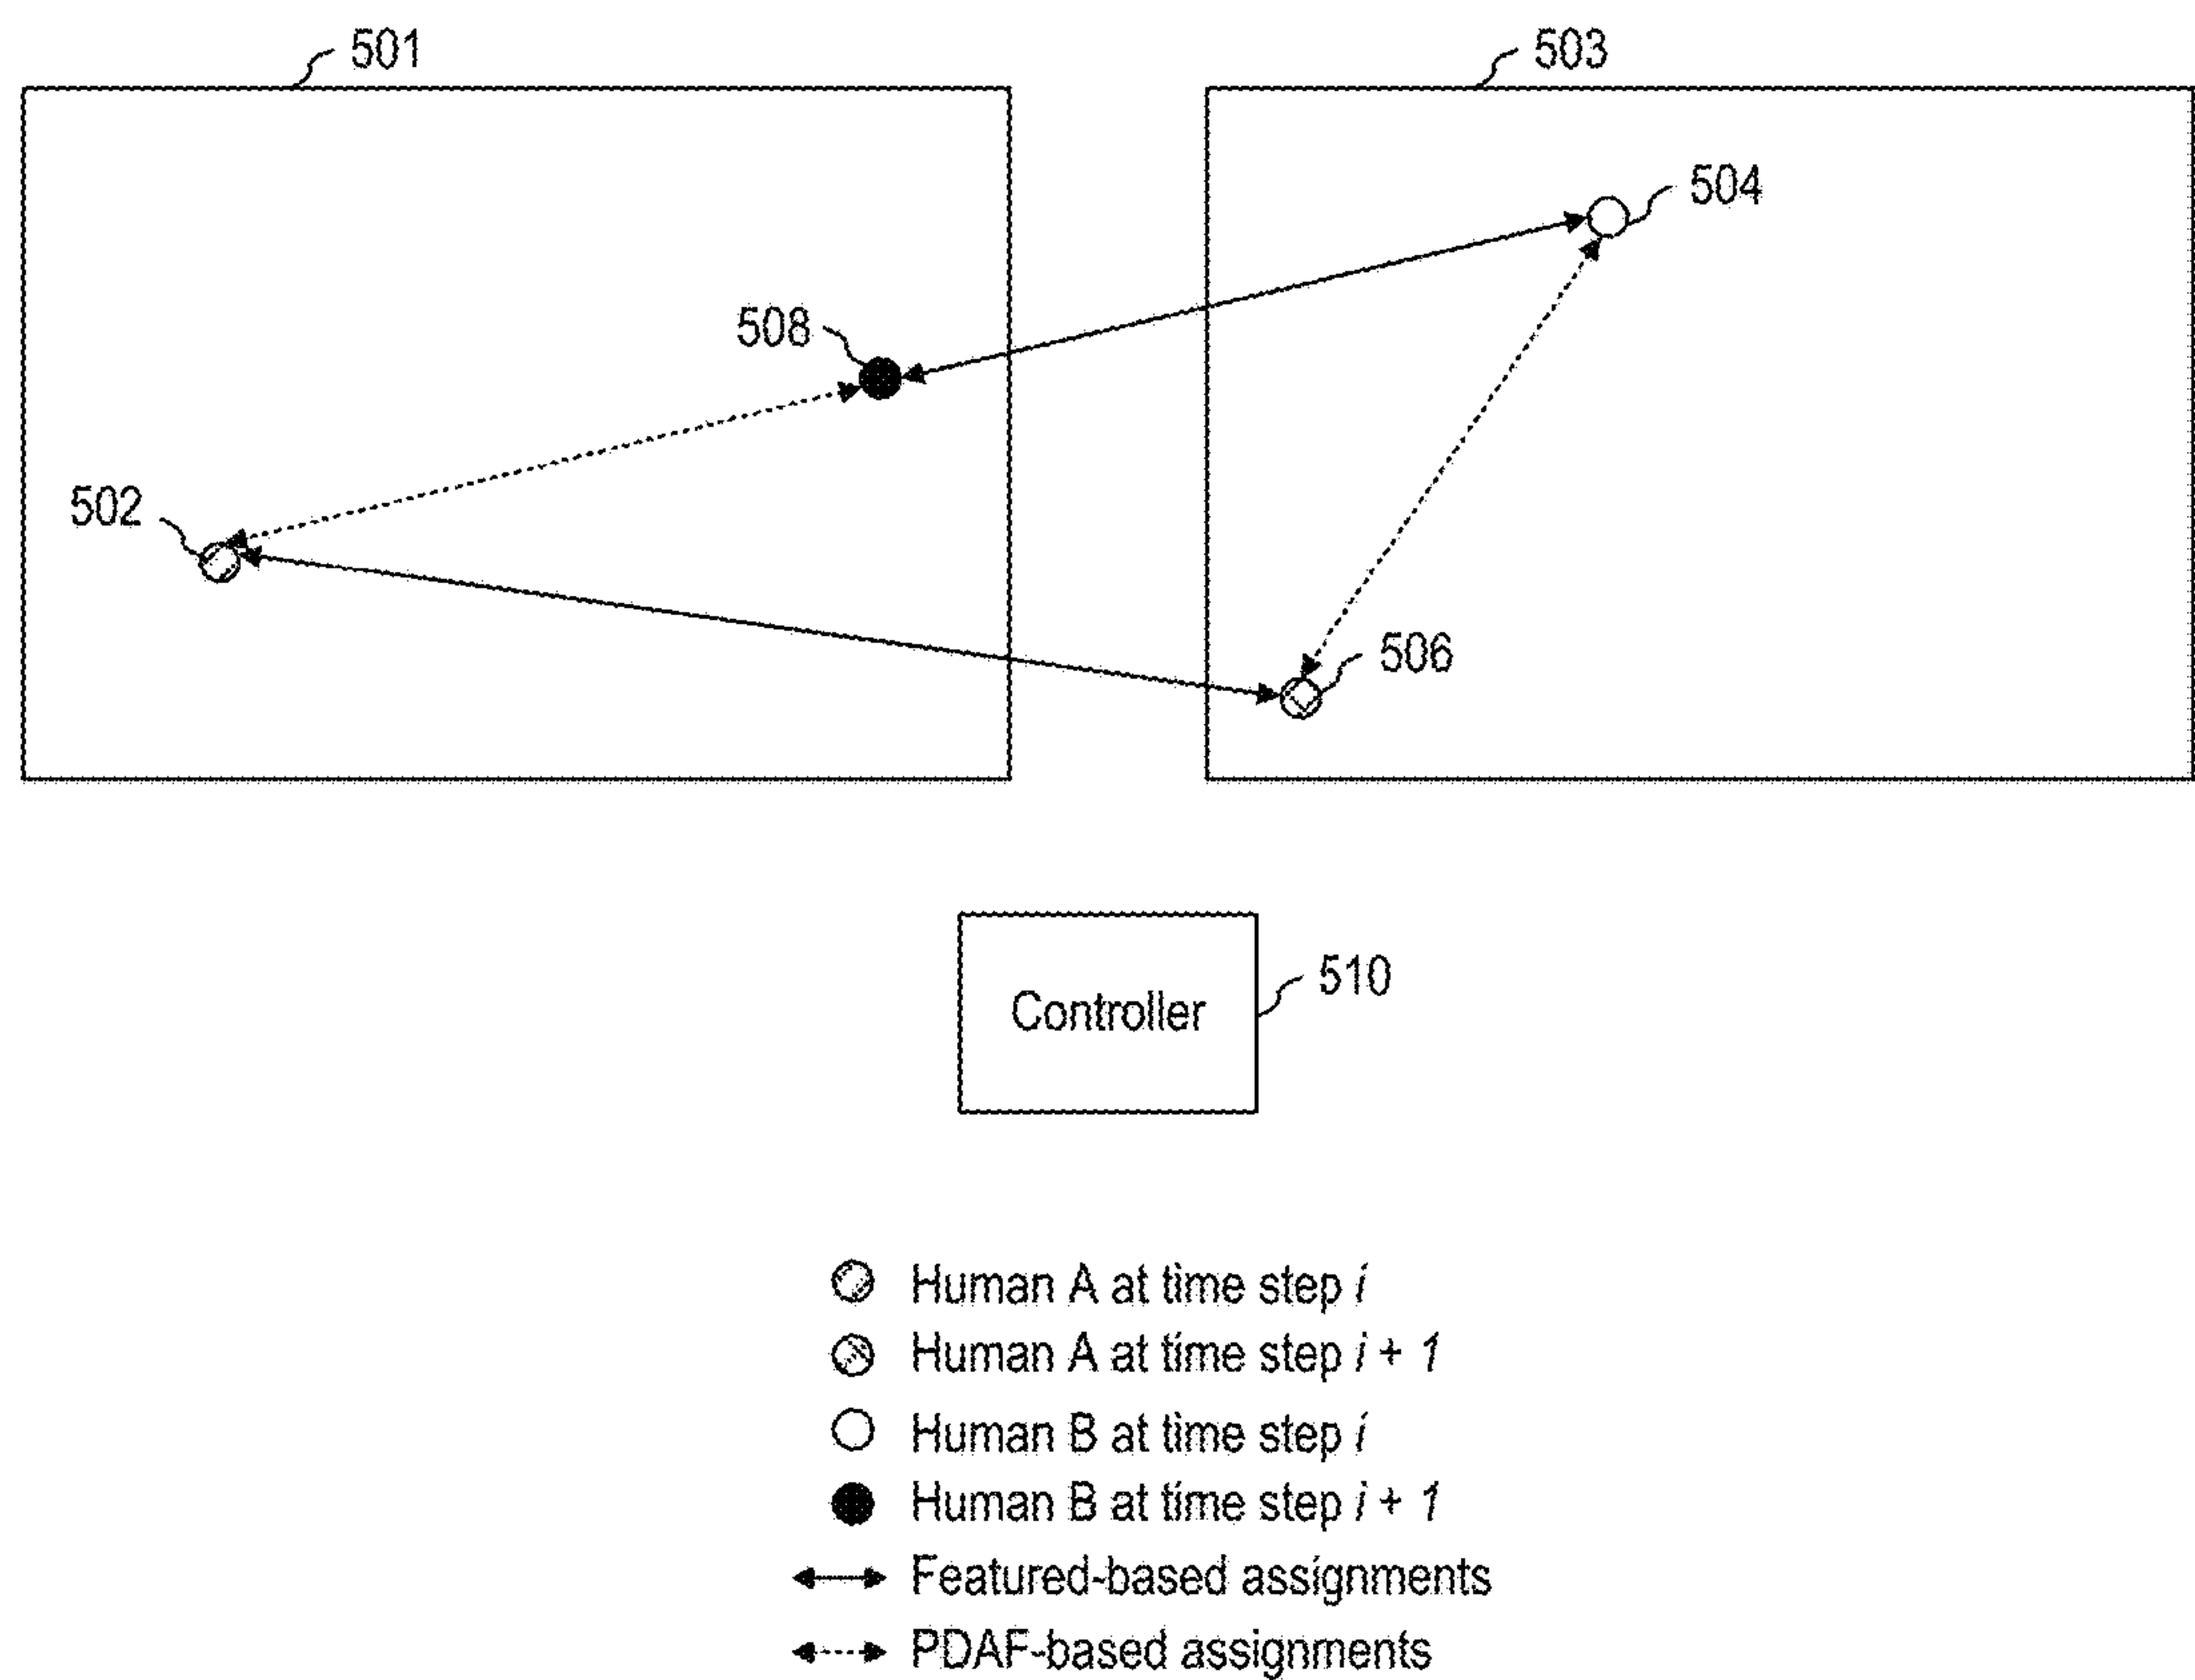 501
503
504
508
502
506
Controller
510
Human A at time step i
Human A at time step i + 1
Human B at time step i
Human B at time step i + 1
Featured-based assignments
PDAF-based assignments